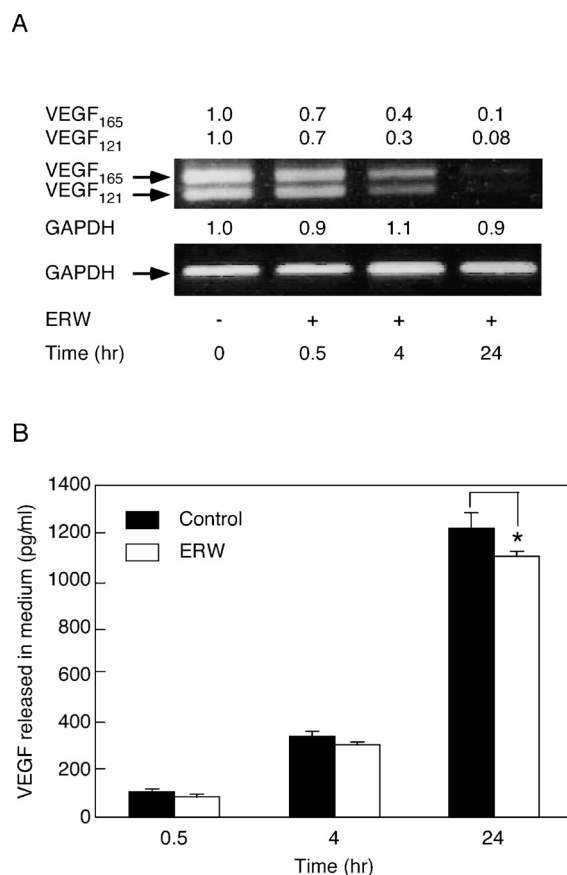 A
VEGF165 1.0 0.7 0.4 0.1
VEGF121 1.0 0.7 0.3 0.08
VEGF165
VEGF121
GAPDH 1.0 0.9 1.1 0.9
GAPDH
ERW - + + +
Time (hr) 0 0.5 4 24
B
VEGF released in medium (pg/ml)
1400
1200
1000
800
600
400
200
0
Control
ERW
*
0.5 4 24
Time (hr)